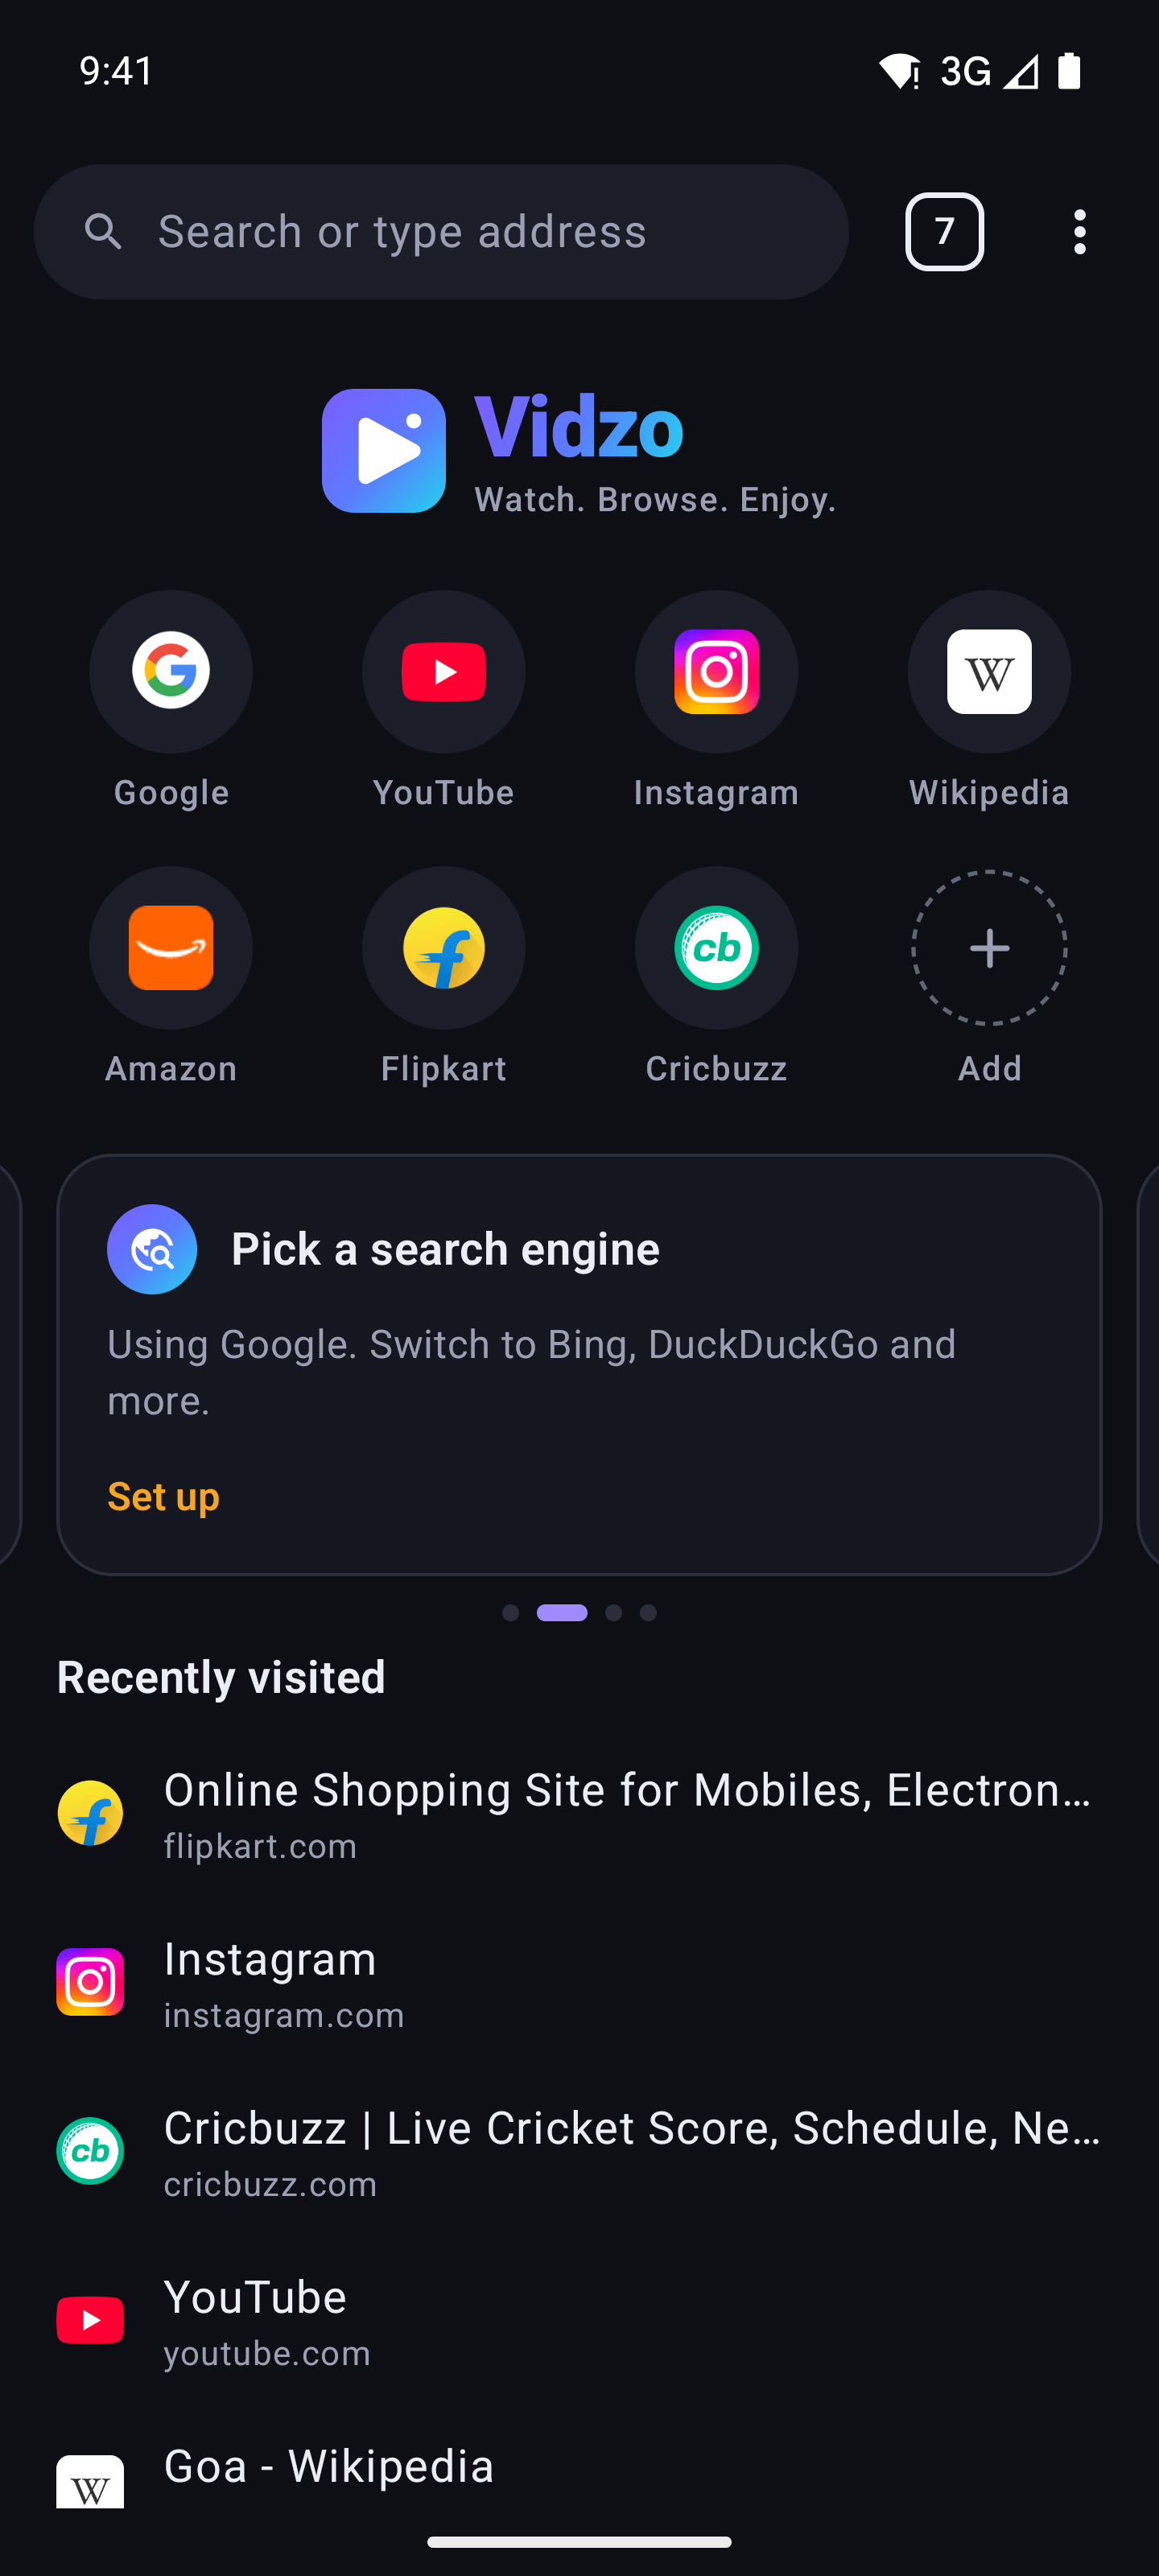 9:41
3G
Search or type address
7
Vidzo
Watch. Browse. Enjoy.
Google
YouTube
Instagram
Wikipedia
W
Amazon
Flipkart
Cricbuzz
Add
cb
Pick a search engine
Using Google. Switch to Bing, DuckDuckGo and
more.
Set up
Recently visited
Online Shopping Site for Mobiles, Electron…
flipkart.com
Instagram
instagram.com
Cricbuzz | Live Cricket Score, Schedule, Ne…
cb
cricbuzz.com
YouTube
youtube.com
Goa - Wikipedia
W